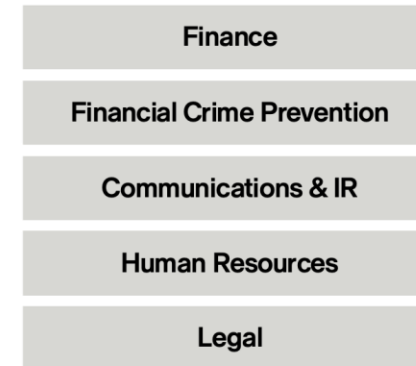 Finance
Financial Crime Prevention
Communications & IR
Human Resources
Legal